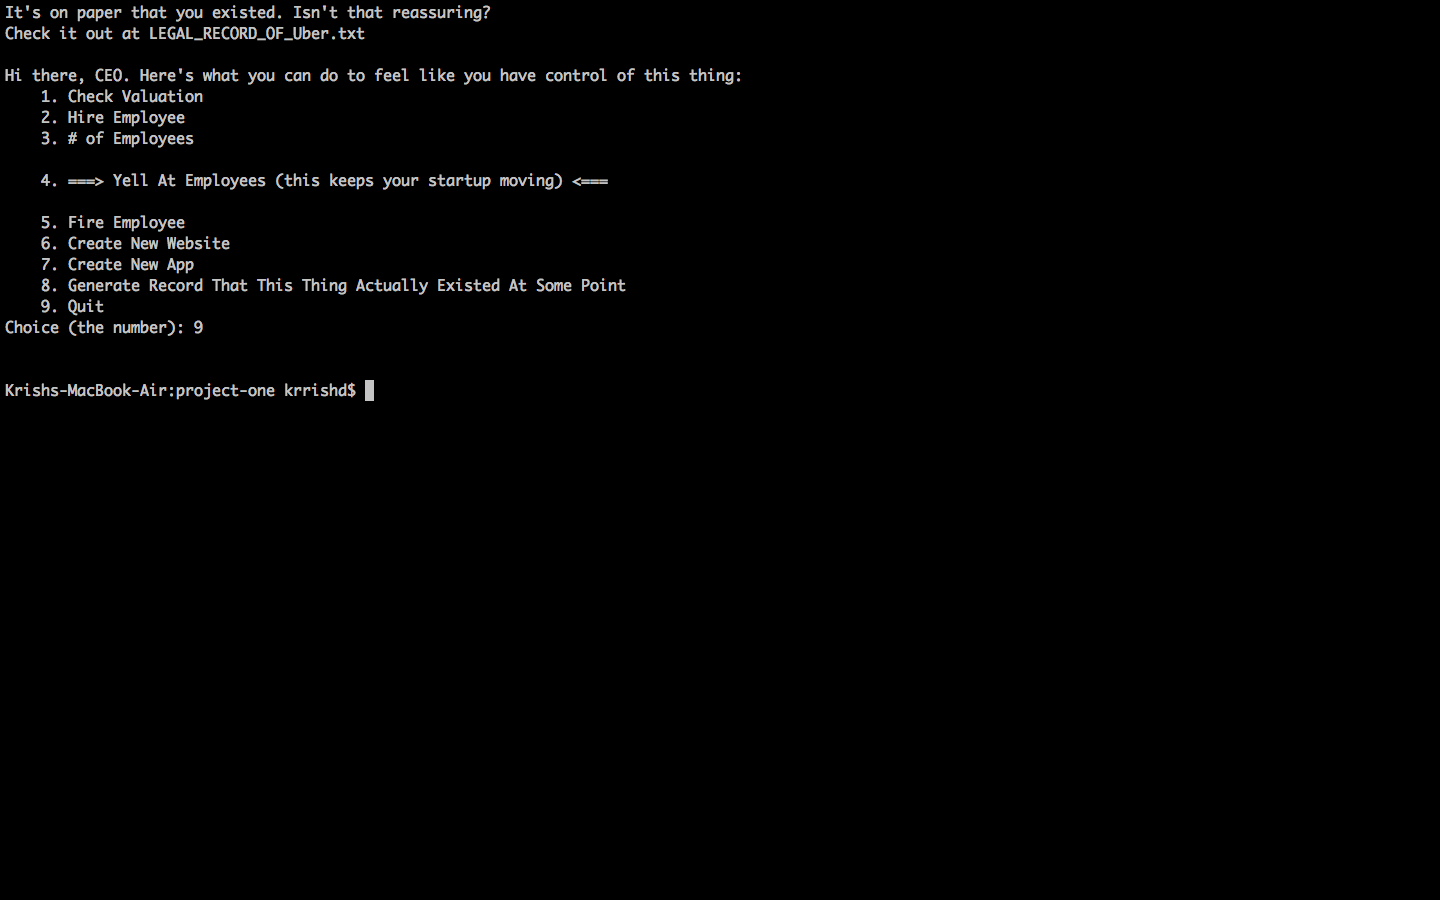 It's on paper that you existed. Isn't that reassuring?
Check it out at LEGAL_RECORD_OF_Uber.txt
Hi there, CEO. Here's what you can do to feel like you have control of this thing:
1. Check Valuation
2. Hire Employee
3. # of Employees
4. ===> Yell At Employees (this keeps your startup moving) <===
5. Fire Employee
6. Create New Website
7. Create New App
8. Generate Record That This Thing Actually Existed At Some Point
9. Quit
Choice (the number): 9
Krishs-MacBook-Air:project-one krrishd$